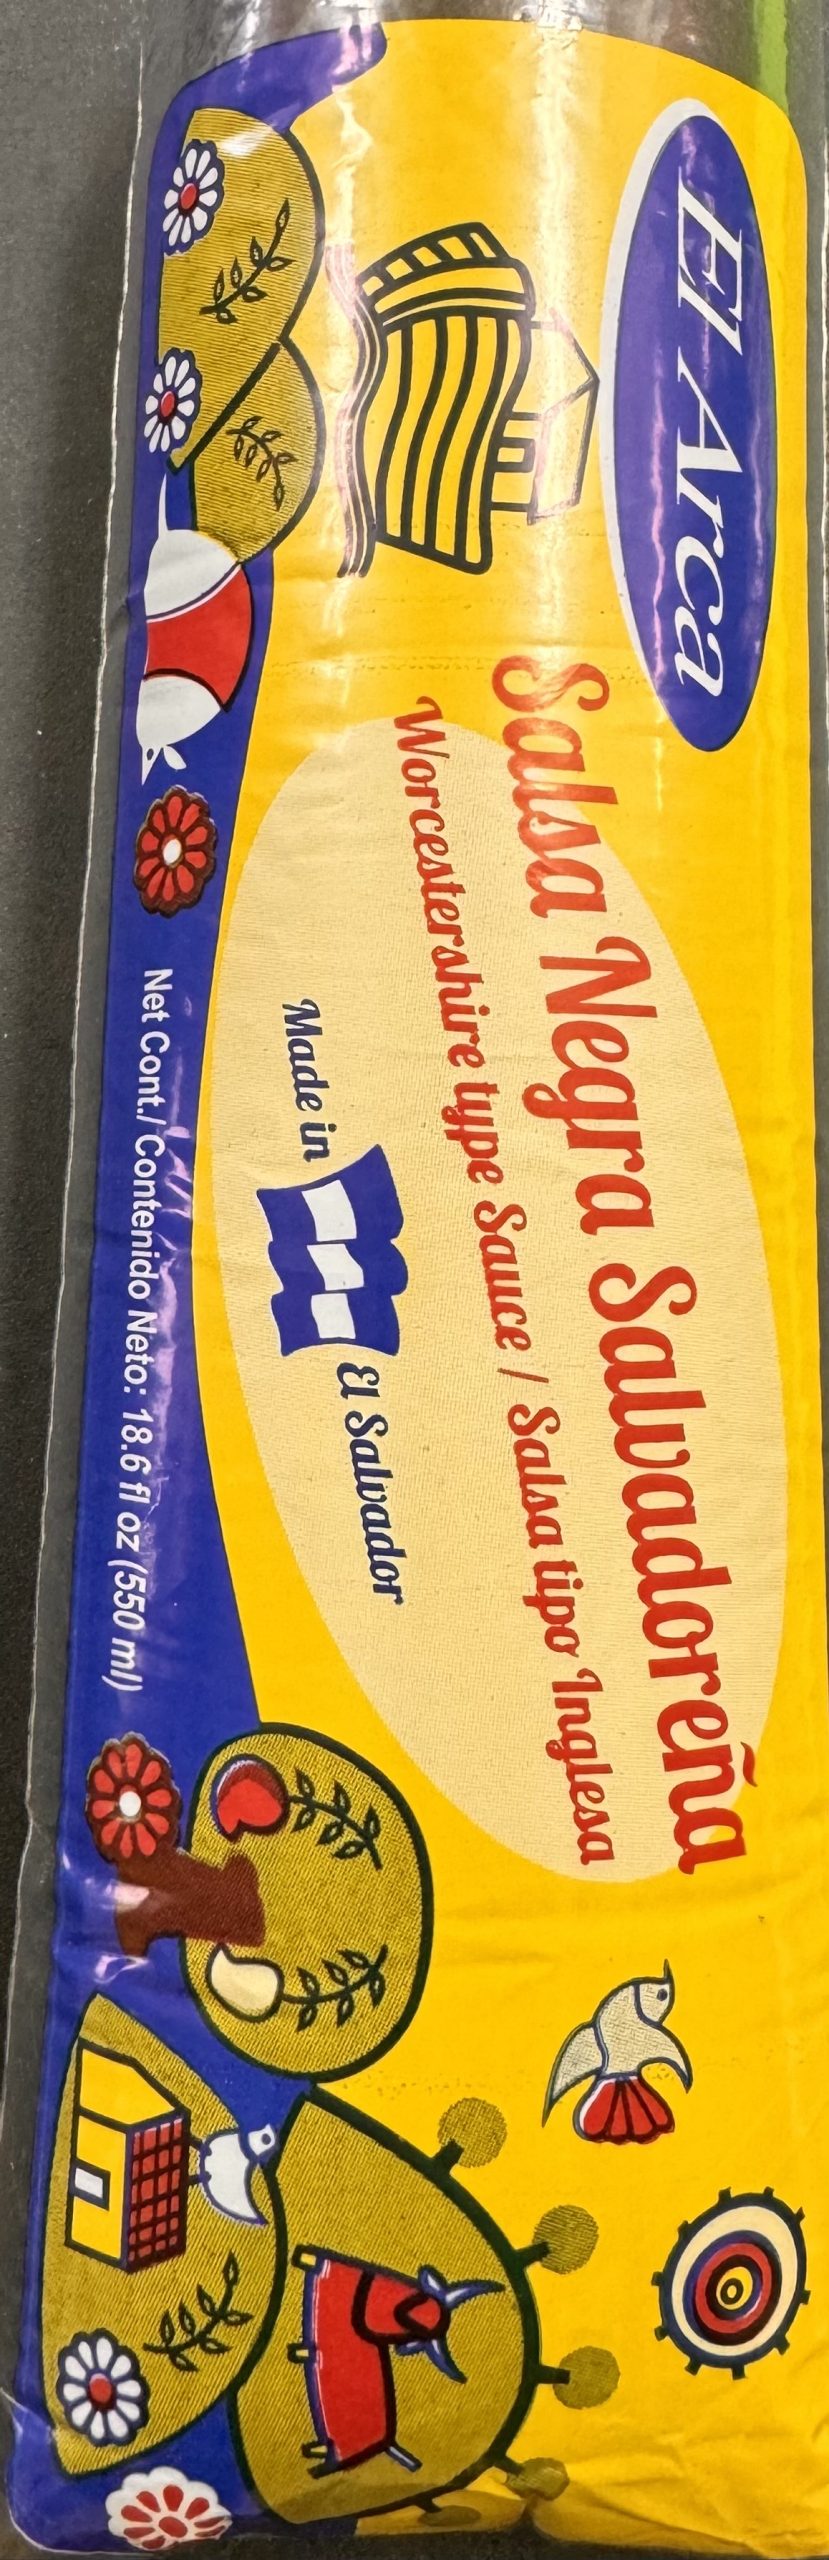 El Arca
Salsa Negra Salvadoreña
Worcestershire type Sauce / Salsa tipo Inglesa
Made in El Salvador
Net Cont./ Contenido Neto: 18.6 fl oz (550 ml)